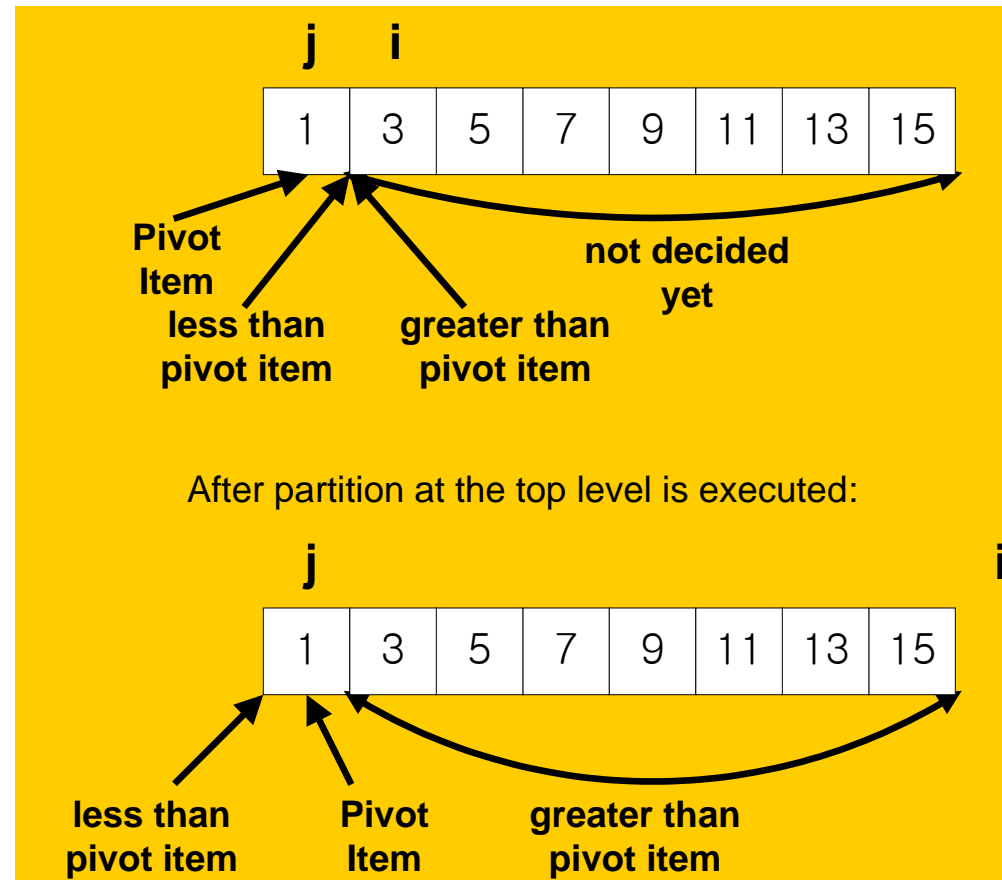 j i
1 3 5 7 9 11 13 15
Pivot
Item
not decided
yet
less than
pivot item
greater than
pivot item
After partition at the top level is executed:
j i
1 3 5 7 9 11 13 15
less than
pivot item
Pivot
Item
greater than
pivot item